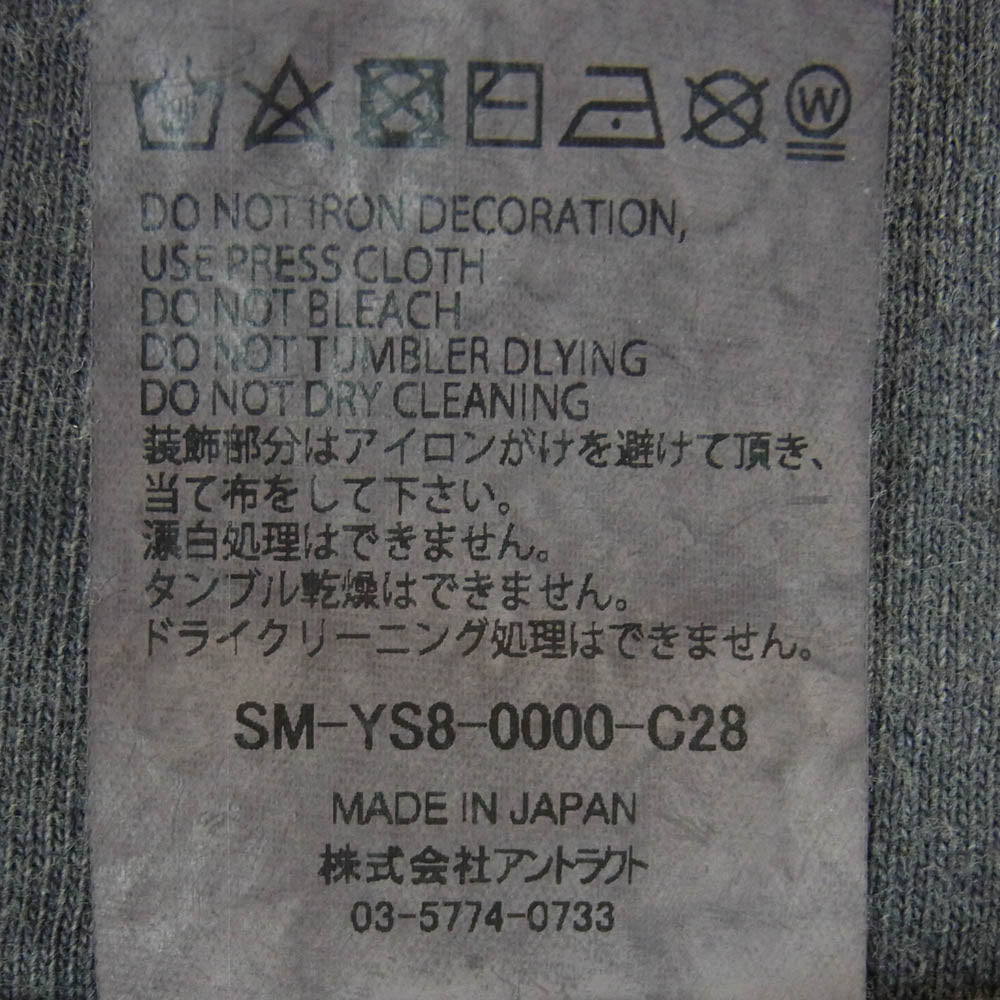 W
DO NOT IRON DECORATION,
USE PRESS CLOTH
DO NOT BLEACH
DO NOT TUMBLER DLYING
DO NOT DRY CLEANING
装飾部分はアイロンがけを避けて頂き、
当て布をして下さい。
漂白処理はできません。
タンブル乾燥はできません。
ドライクリーニング処理はできません。
SM-YS8-0000-C28
MADE IN JAPAN
株式会社アントラクト
03-5774-0733